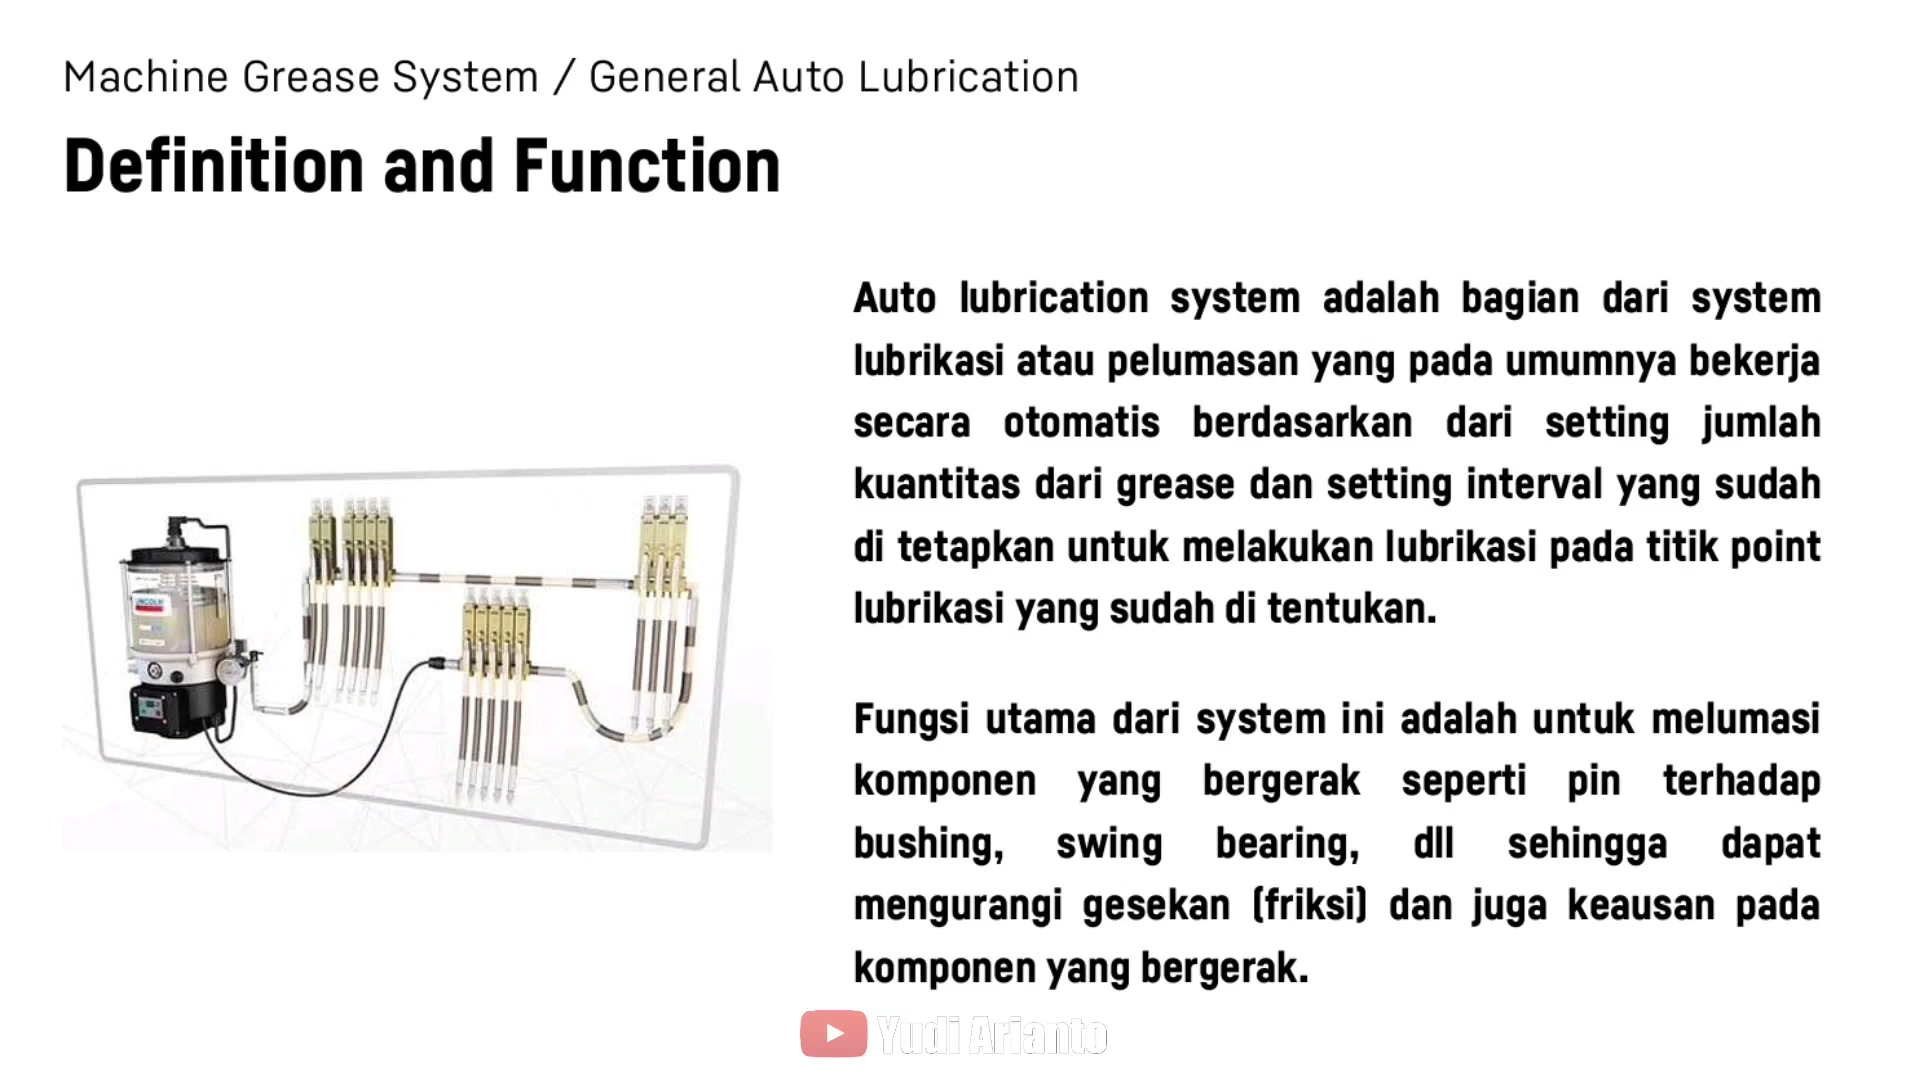 Machine Grease System / General Auto Lubrication
Definition and Function
Auto lubrication system adalah bagian dari system
lubrikasi atau pelumasan yang pada umumnya bekerja
secara otomatis berdasarkan dari setting jumlah
kuantitas dari grease dan setting interval yang sudah
di tetapkan untuk melakukan lubrikasi pada titik point
lubrikasi yang sudah di tentukan.
Fungsi utama dari system ini adalah untuk melumasi
komponen yang bergerak seperti pin terhadap
bushing, swing bearing, dll sehingga dapat
mengurangi gesekan (friksi) dan juga keausan pada
komponen yang bergerak.
Yudi Arianto